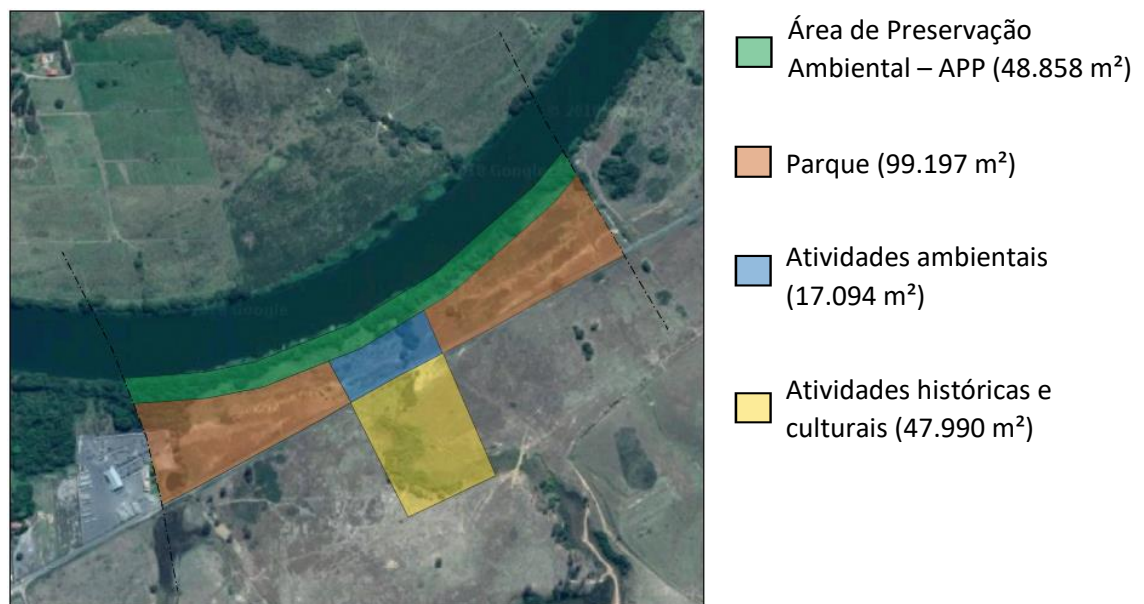 Área de Preservação
Ambiental – APP (48.858 m²)
Parque (99.197 m²)
Atividades ambientais
(17.094 m²)
Atividades históricas e
culturais (47.990 m²)